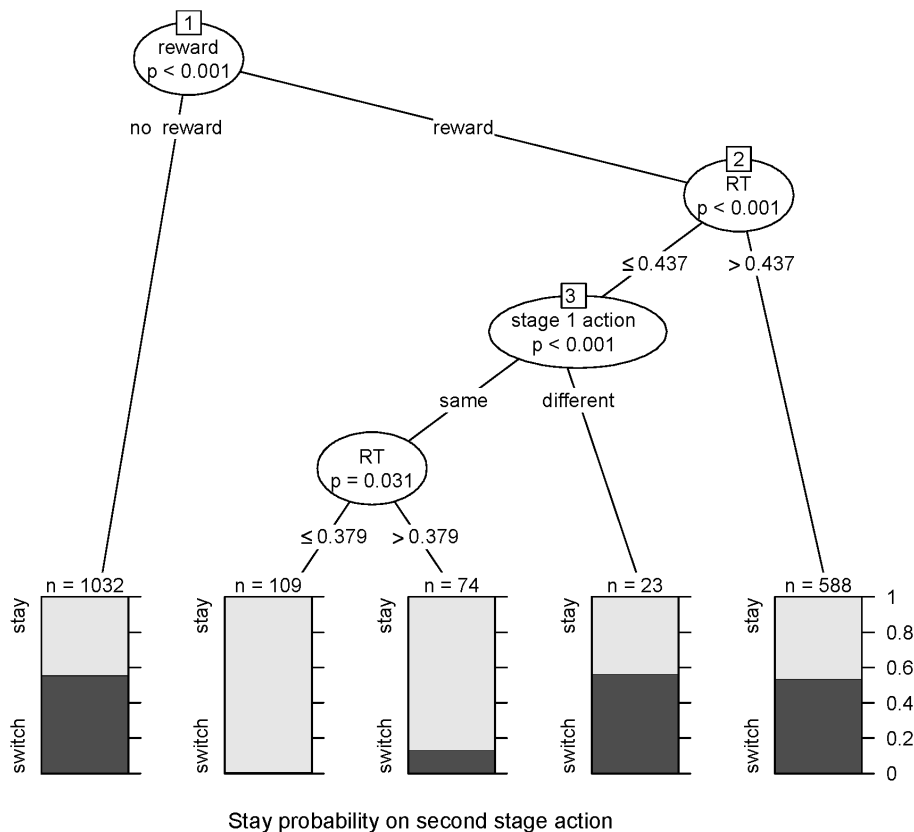 1
reward
p < 0.001
no reward
reward
2
RT
p < 0.001
≤ 0.437
> 0.437
3
stage 1 action
p < 0.001
same
different
RT
p = 0.031
≤ 0.379
> 0.379
n = 1032
n = 109
n = 74
n = 23
n = 588
stay
switch
stay
switch
stay
switch
stay
switch
stay
switch
1
0.8
0.6
0.4
0.2
0
Stay probability on second stage action